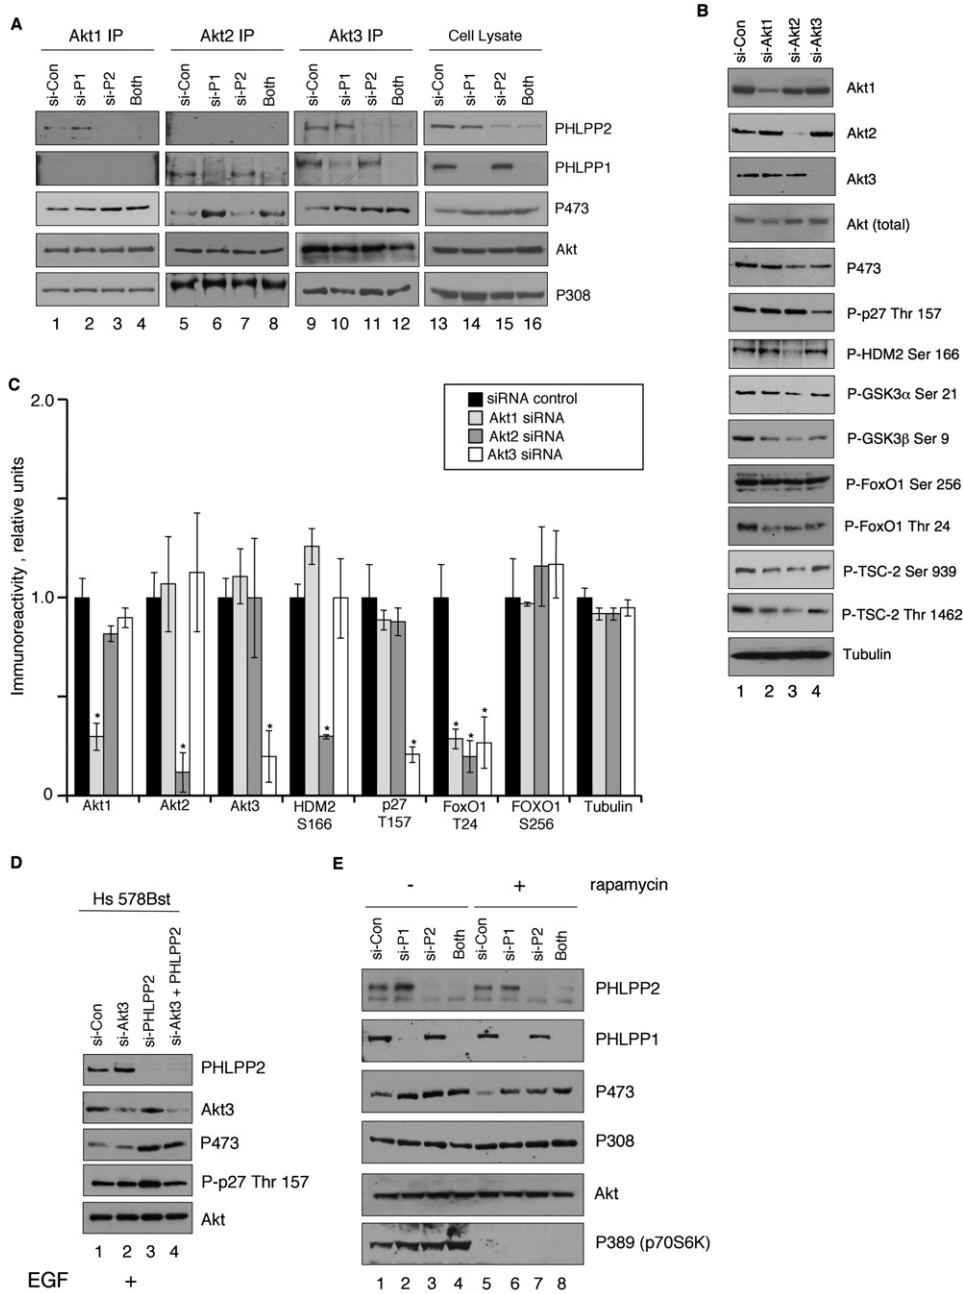 A
Akt1 IP Akt2 IP Akt3 IP Cell Lysate
si-Con si-P1 si-P2 Both si-Con si-P1 si-P2 Both si-Con si-P1 si-P2 Both si-Con si-P1 si-P2 Both
PHLPP2
PHLPP1
P473
Akt
P308
1 2 3 4 5 6 7 8 9 10 11 12 13 14 15 16
B
si-Con si-Akt1 si-Akt2 si-Akt3
Akt1
Akt2
Akt3
Akt (total)
P473
P-p27 Thr 157
P-HDM2 Ser 166
P-GSK3α Ser 21
P-GSK3β Ser 9
P-FoxO1 Ser 256
P-FoxO1 Thr 24
P-TSC-2 Ser 939
P-TSC-2 Thr 1462
Tubulin
1 2 3 4
C
Immunoreactivity , relative units
2.0
1.0
0
siRNA control
Akt1 siRNA
Akt2 siRNA
Akt3 siRNA
* * * * * * * *
Akt1 Akt2 Akt3 HDM2 p27 FoxO1 FOXO1 Tubulin
S166 T157 T24 S256
D
Hs 578Bst
si-Con si-Akt3 si-PHLPP2 si-Akt3 + PHLPP2
PHLPP2
Akt3
P473
P-p27 Thr 157
Akt
1 2 3 4
EGF +
E
- + rapamycin
si-Con si-P1 si-P2 Both si-Con si-P1 si-P2 Both
PHLPP2
PHLPP1
P473
P308
Akt
P389 (p70S6K)
1 2 3 4 5 6 7 8